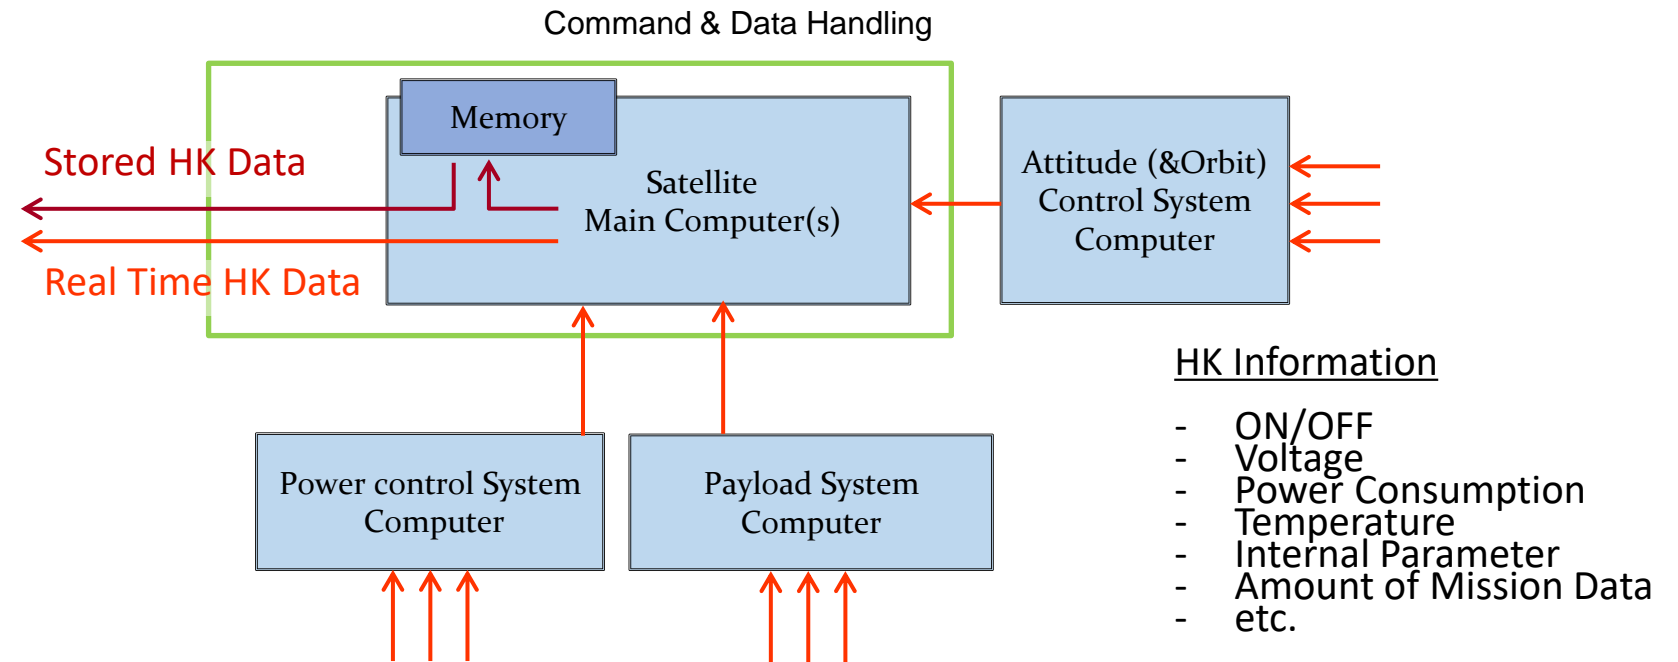 Command & Data Handling
Memory
Stored HK Data
Satellite
Main Computer(s)
Attitude (&Orbit)
Control System
Computer
Real Time HK Data
Power control System
Computer
Payload System
Computer
HK Information
- ON/OFF
- Voltage
- Power Consumption
- Temperature
- Internal Parameter
- Amount of Mission Data
- etc.